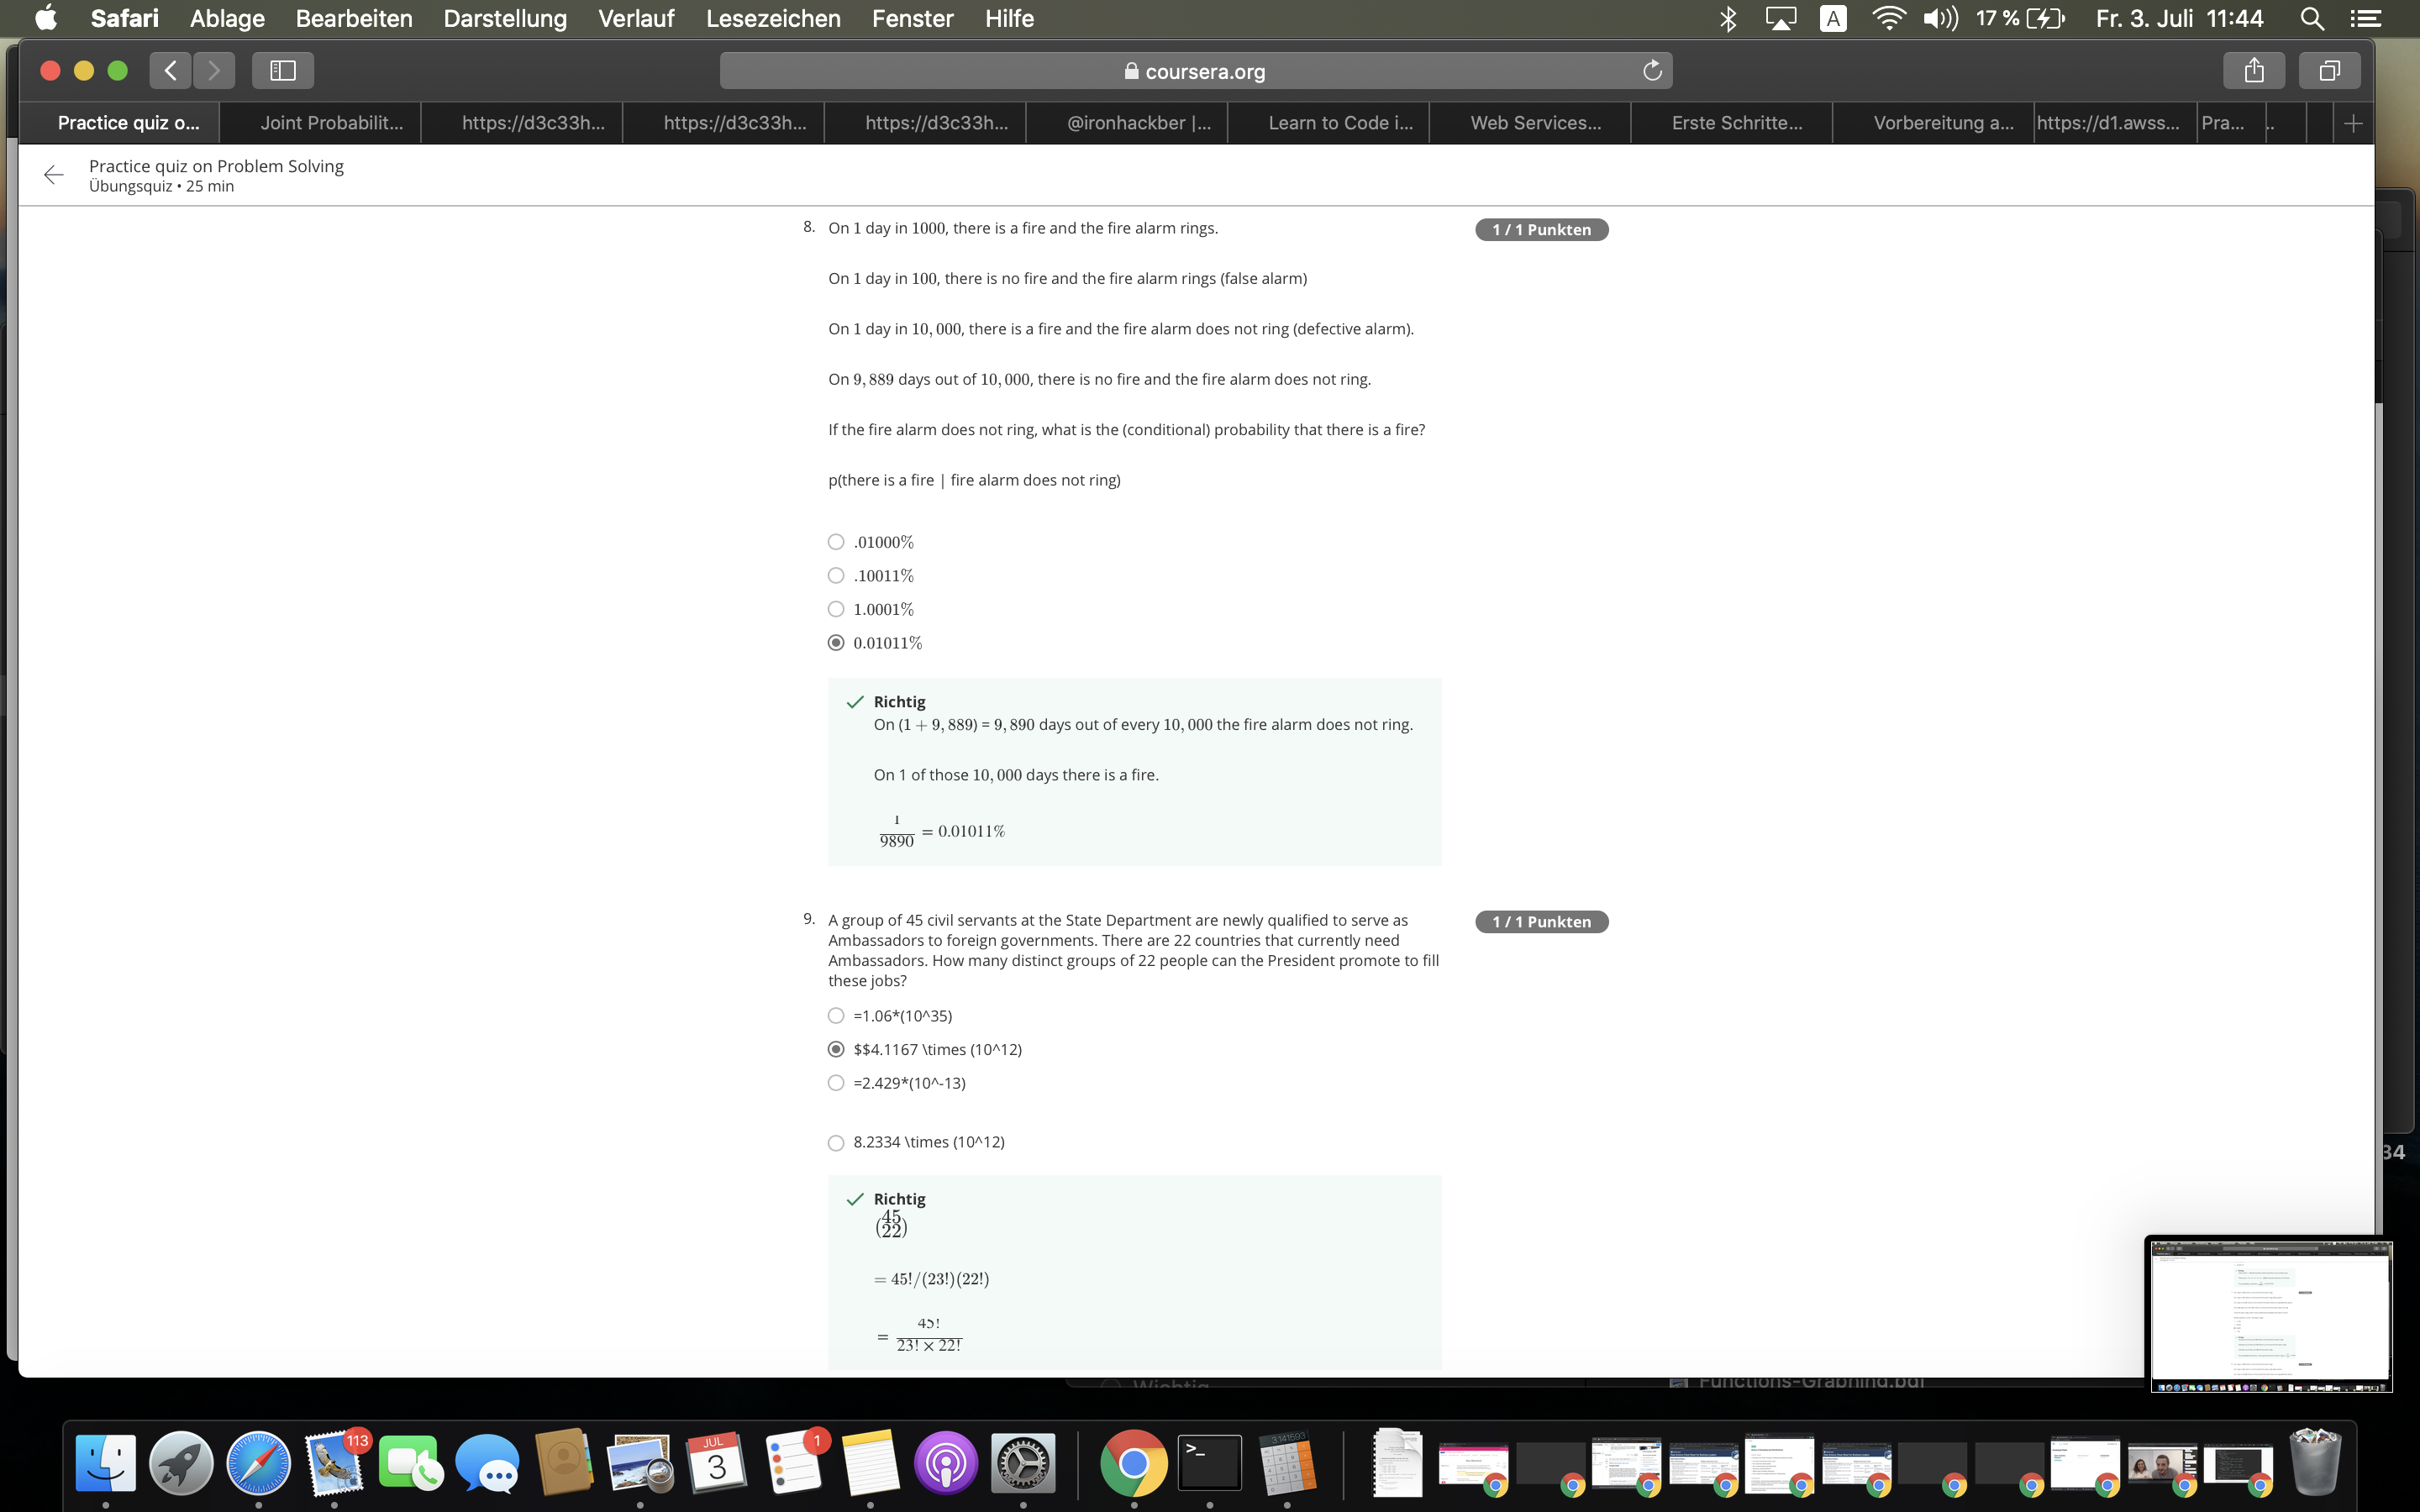 Safari Ablage Bearbeiten Darstellung Verlauf Lesezeichen Fenster Hilfe A 17 % Fr. 3. Juli 11:44
coursera.org
Practice quiz o... Joint Probabilit... https://d3c33h... https://d3c33h... https://d3c33h... @ironhackber |... Learn to Code i... Web Services... Erste Schritte... Vorbereitung a... https://d1.awss... Pra... ..
Practice quiz on Problem Solving
Übungsquiz • 25 min
8. On 1 day in 1000, there is a fire and the fire alarm rings. 1 / 1 Punkten
On 1 day in 100, there is no fire and the fire alarm rings (false alarm)
On 1 day in 10, 000, there is a fire and the fire alarm does not ring (defective alarm).
On 9, 889 days out of 10, 000, there is no fire and the fire alarm does not ring.
If the fire alarm does not ring, what is the (conditional) probability that there is a fire?
p(there is a fire | fire alarm does not ring)
.01000%
.10011%
1.0001%
0.01011%
Richtig
On (1 + 9, 889) = 9, 890 days out of every 10, 000 the fire alarm does not ring.
On 1 of those 10, 000 days there is a fire.
1
9890 = 0.01011%
9. A group of 45 civil servants at the State Department are newly qualified to serve as 1 / 1 Punkten
Ambassadors to foreign governments. There are 22 countries that currently need
Ambassadors. How many distinct groups of 22 people can the President promote to fill
these jobs?
=1.06*(10^35)
$$4.1167 \times (10^12)
=2.429*(10^-13)
8.2334 \times (10^12)
Richtig
(45
22)
= 45!/(23!)(22!)
= 45!
23! × 22!
34
Wichtig Functions-Graphing.pdf
113 JUL 3 1 >_ 3.141593